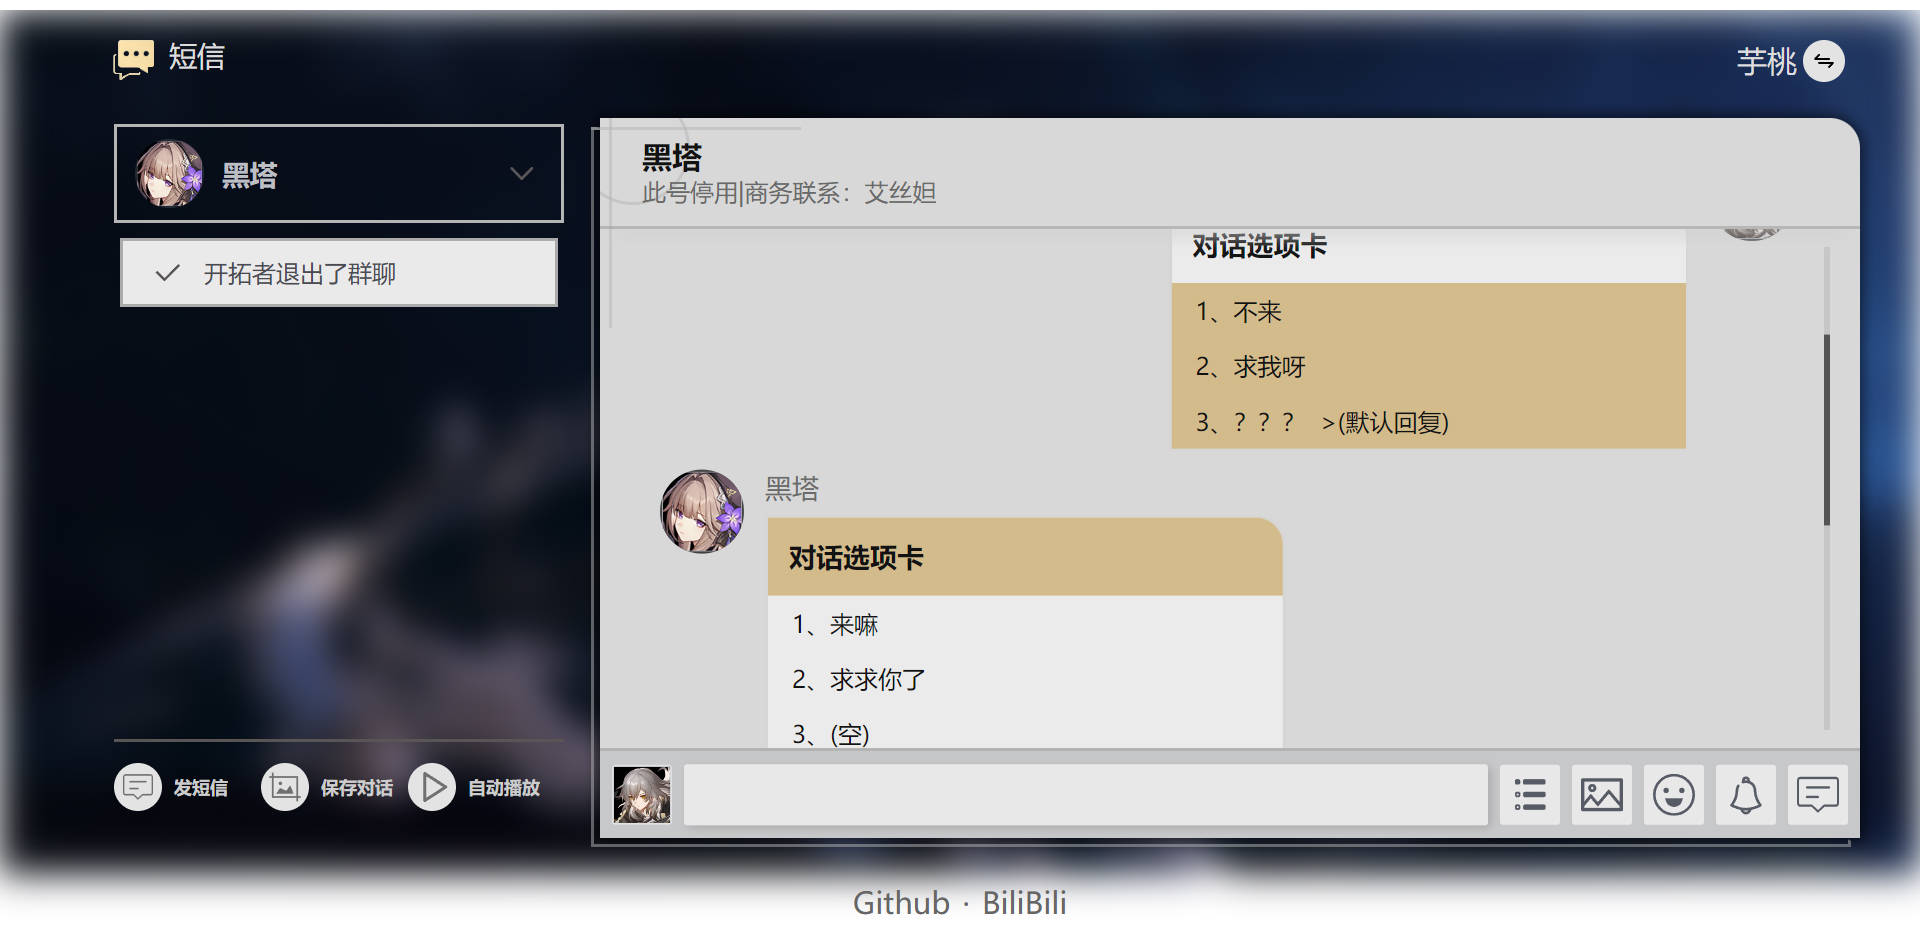 短信
芋桃
黑塔
开拓者退出了群聊
发短信
保存对话
自动播放
黑塔
此号停用|商务联系：艾丝妲
对话选项卡
1、不来
2、求我呀
3、？？？ >(默认回复)
黑塔
对话选项卡
1、来嘛
2、求求你了
3、(空)
Github · BiliBili